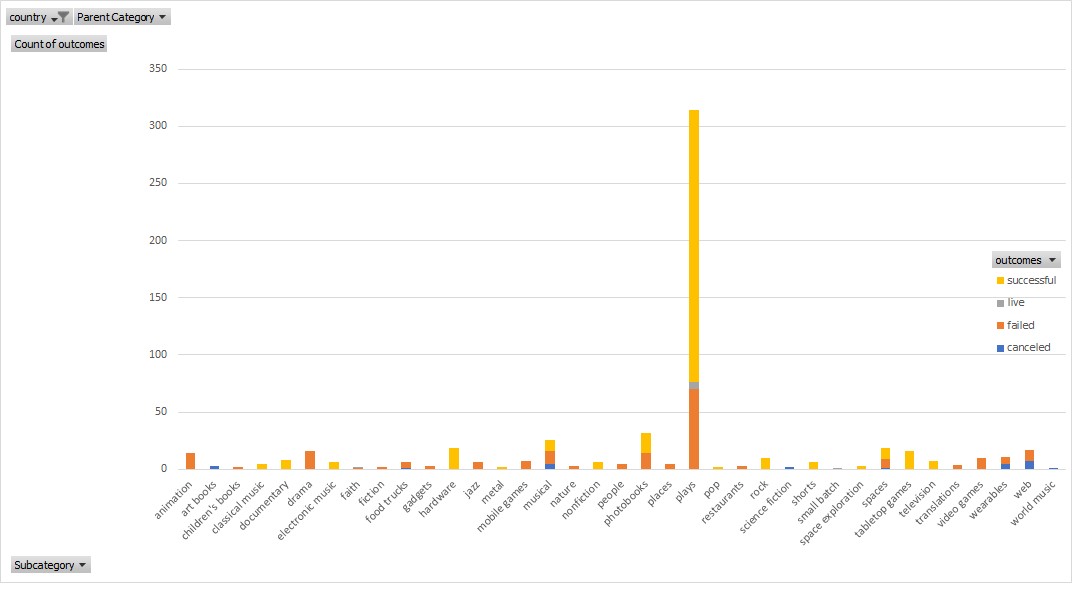 country Parent Category
Count of outcomes
350
300
250
200
150
100
50
0
outcomes
successful
live
failed
canceled
animation
art books
children's books
classical music
documentary
drama
electronic music
faith
fiction
food trucks
gadgets
hardware
jazz
metal
mobile games
musical
nature
nonfiction
people
photobooks
places
plays
pop
restaurants
rock
science fiction
shorts
small batch
space exploration
spaces
tabletop games
television
translations
video games
wearables
web
world music
Subcategory